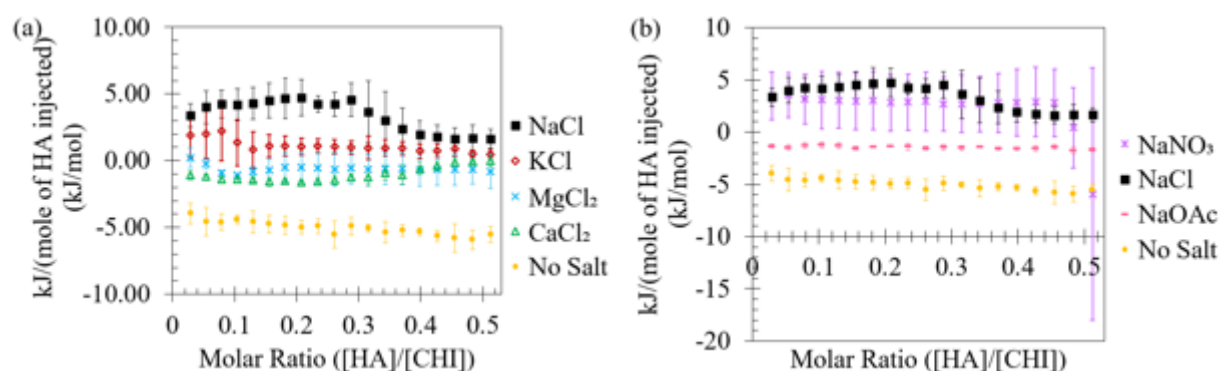 (a)
10.00
5.00
0.00
-5.00
-10.00
kJ/(mole of HA injected)
(kJ/mol)
0 0.1 0.2 0.3 0.4 0.5
Molar Ratio ([HA]/[CHI])
NaCl
KCl
MgCl₂
CaCl₂
No Salt
(b)
10
5
0
-5
-10
-15
-20
kJ/(mole of HA injected)
(kJ/mol)
0 0.1 0.2 0.3 0.4 0.5
Molar Ratio ([HA]/[CHI])
NaNO₃
NaCl
NaOAc
No Salt